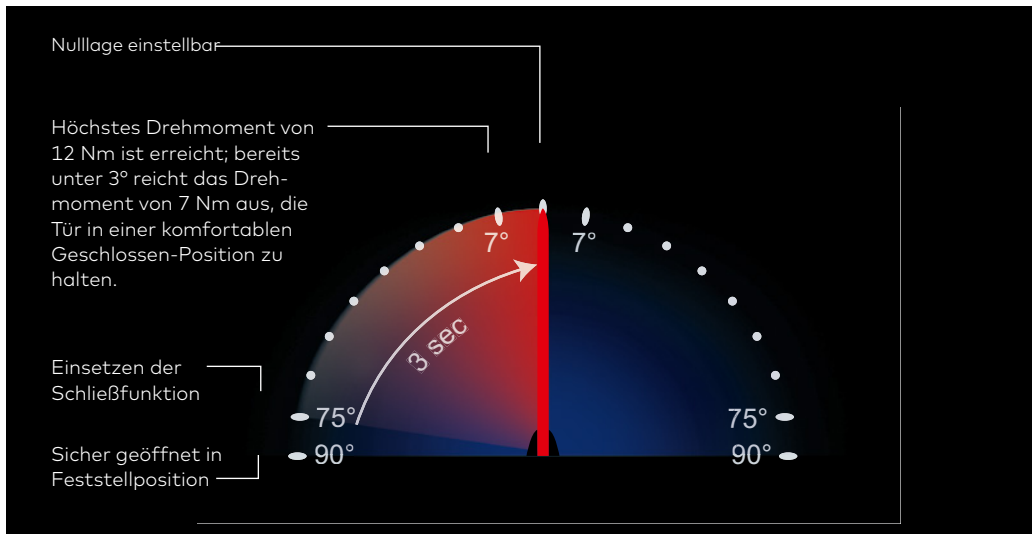 Nulllage einstellbar
Höchstes Drehmoment von
12 Nm ist erreicht; bereits
unter 3° reicht das Dreh-
moment von 7 Nm aus, die
Tür in einer komfortablen
Geschlossen-Position zu
halten.
7° 7°
3 sec
Einsetzen der
Schließfunktion
75° 75°
Sicher geöffnet in
Feststellposition
90° 90°